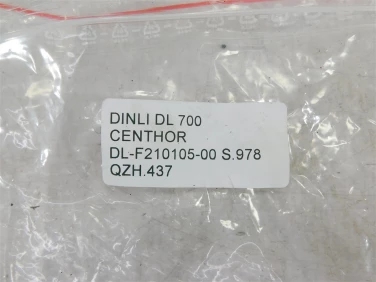 DINLI DL 700
CENTHOR
DL-F210105-00 S.978
QZH.437